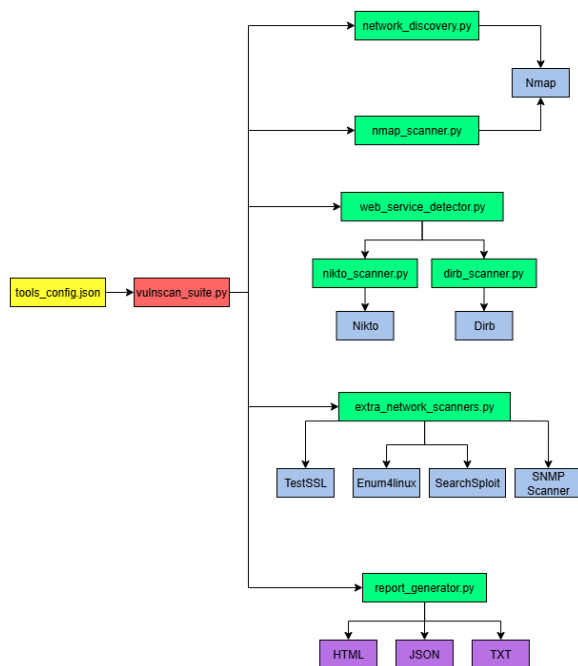 network_discovery.py
Nmap
nmap_scanner.py
web_service_detector.py
nikto_scanner.py
dirb_scanner.py
tools_config.json
vulnscan_suite.py
Nikto
Dirb
extra_network_scanners.py
TestSSL
Enum4linux
SearchSploit
SNMP
Scanner
report_generator.py
HTML
JSON
TXT